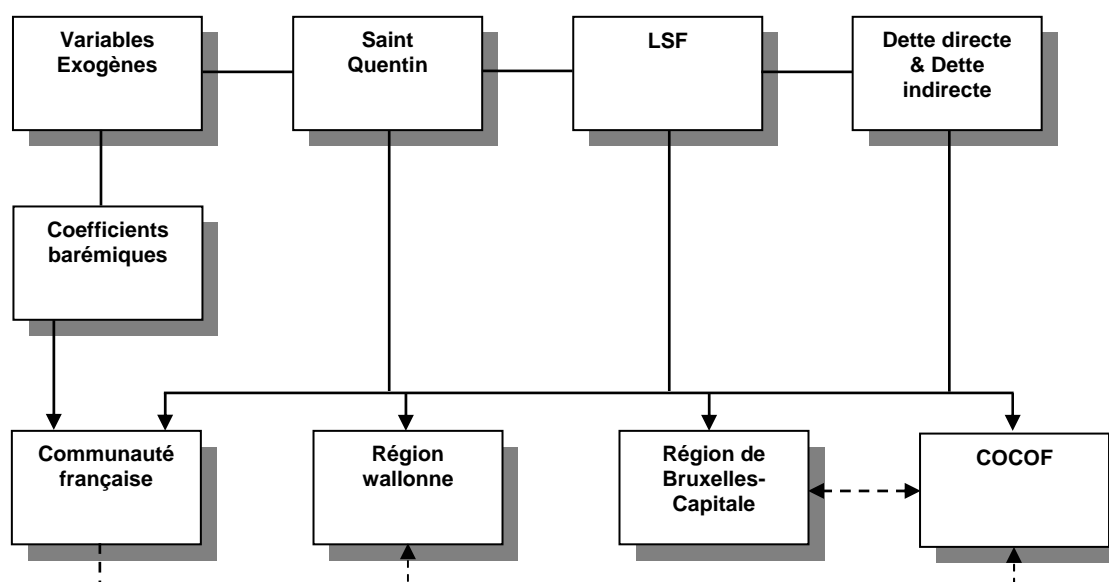 Variables
Exogènes
Saint
Quentin
LSF
Dette directe
& Dette
indirecte
Coefficients
barémiques
Communauté
française
Région
wallonne
Région de
Bruxelles-
Capitale
COCOF